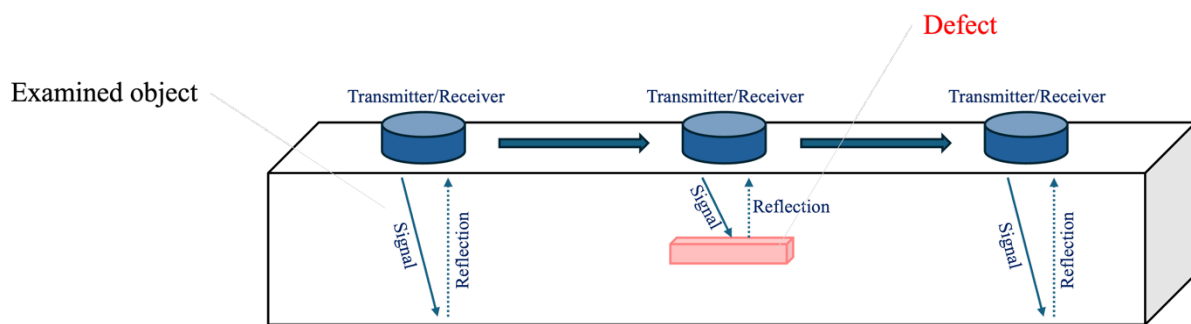 Defect
Examined object
Transmitter/Receiver
Transmitter/Receiver
Transmitter/Receiver
Signal
Reflection
Signal
Reflection
Signal
Reflection